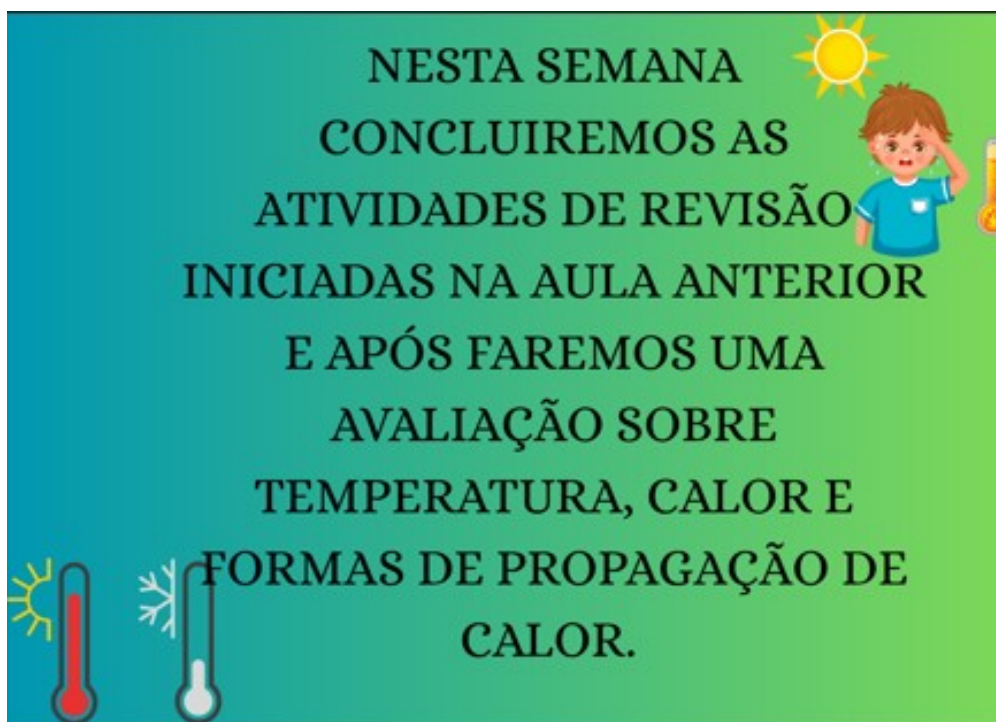 NESTA SEMANA
CONCLUIREMOS AS
ATIVIDADES DE REVISÃO
INICIADAS NA AULA ANTERIOR
E APÓS FAREMOS UMA
AVALIAÇÃO SOBRE
TEMPERATURA, CALOR E
FORMAS DE PROPAGAÇÃO DE
CALOR.